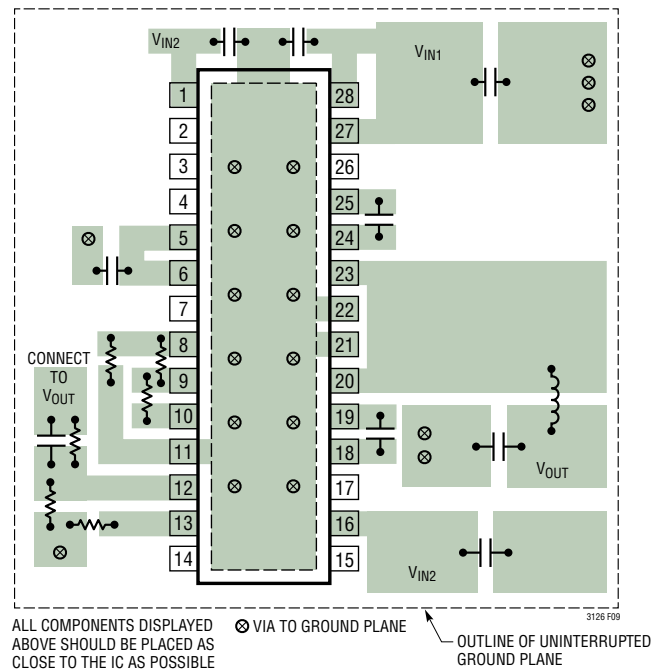 VIN2
VIN1
1
28
2
27
3
26
4
25
5
24
6
23
7
22
8
21
CONNECT
TO
VOUT
9
20
10
19
11
18
12
17
13
16
14
15
VOUT
VIN2
3126 F09
ALL COMPONENTS DISPLAYED
ABOVE SHOULD BE PLACED AS
CLOSE TO THE IC AS POSSIBLE
VIA TO GROUND PLANE
OUTLINE OF UNINTERRUPTED
GROUND PLANE